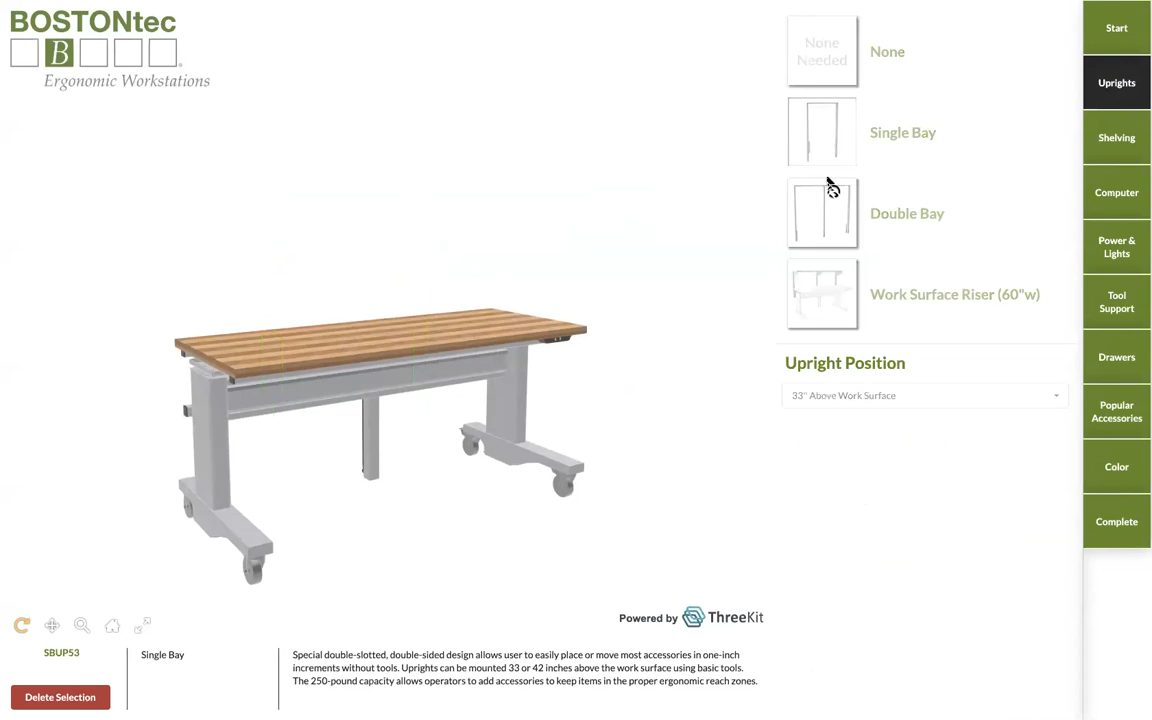 BOSTONtec
B
Ergonomic Workstations
None Needed
None
Single Bay
Double Bay
Work Surface Riser (60"w)
Upright Position
33" Above Work Surface
Start
Uprights
Shelving
Computer
Power &
Lights
Tool
Support
Drawers
Popular
Accessories
Color
Complete
Powered by ThreeKit
SBUP53
Delete Selection
Single Bay
Special double-slotted, double-sided design allows user to easily place or move most accessories in one-inch
increments without tools. Uprights can be mounted 33 or 42 inches above the work surface using basic tools.
The 250-pound capacity allows operators to add accessories to keep items in the proper ergonomic reach zones.